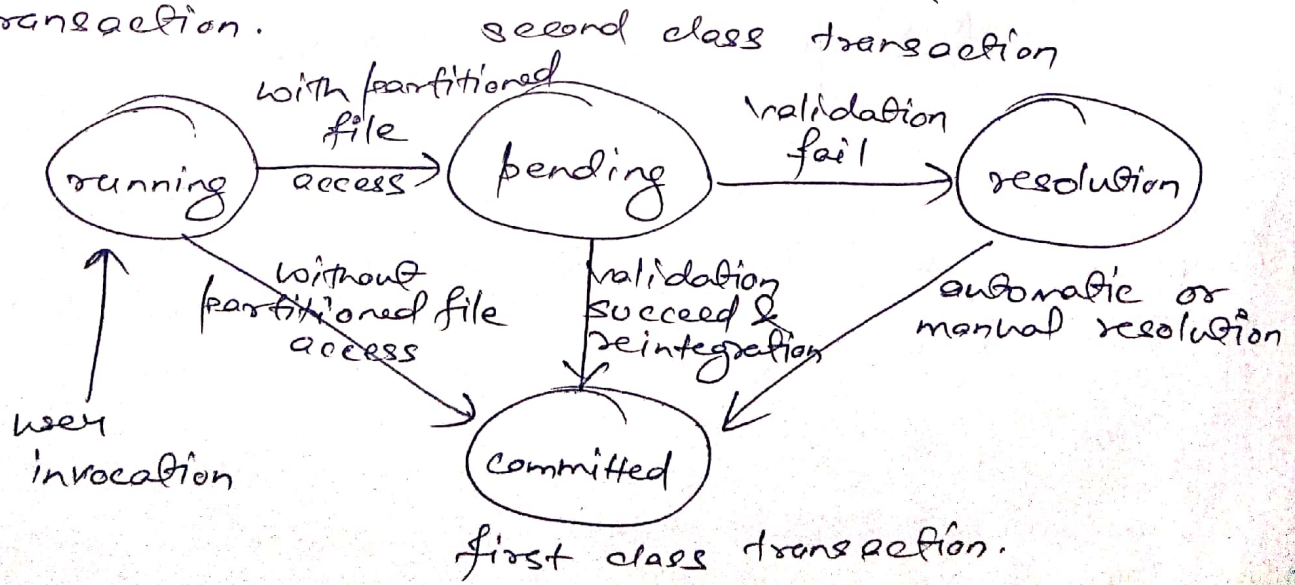 ransaction.
second class transaction
with partitioned
file
access
validation
fail
running
pending
resolution
without
partitioned file
access
validation
succeed &
reintegration
automatic or
manual resolution
user
invocation
committed
first class transaction.